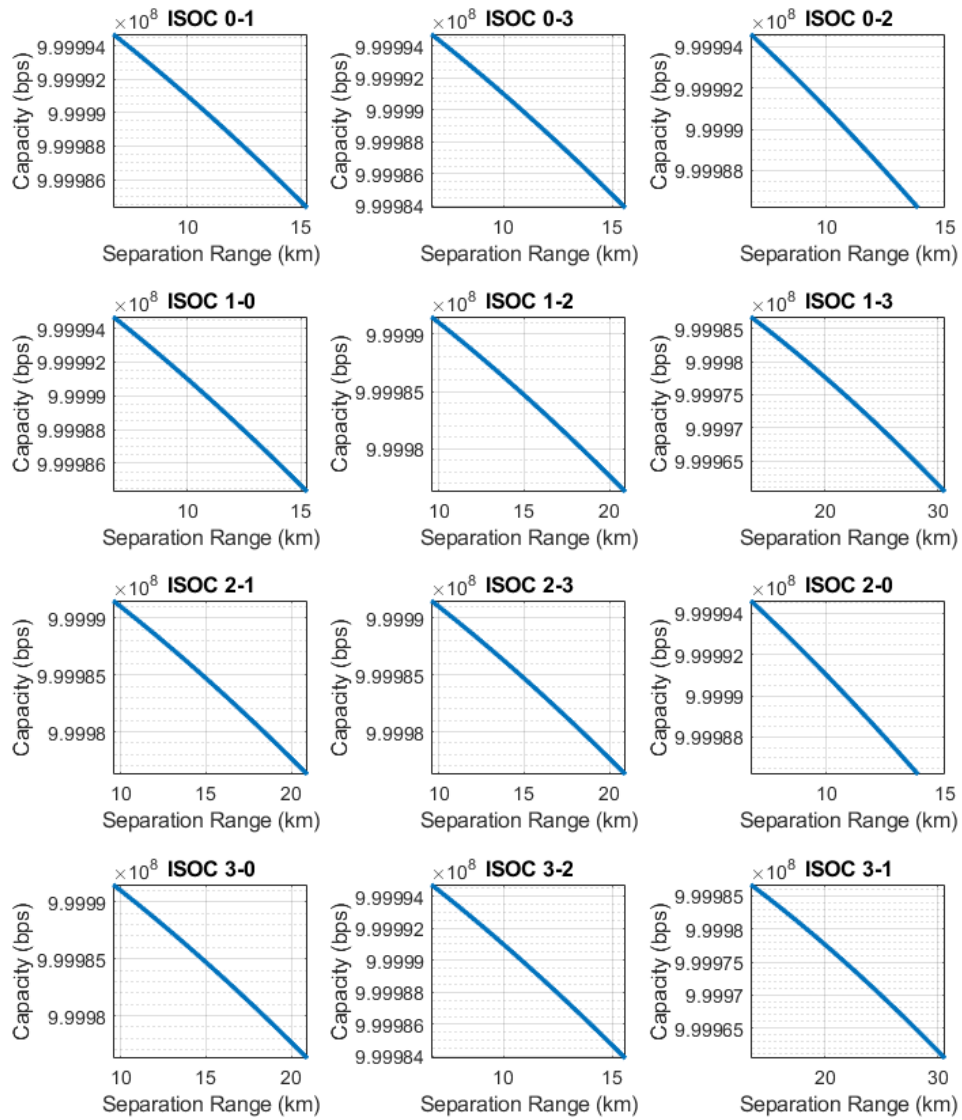 ×10⁸ ISOC 0-1
Capacity (bps)
9.99994
9.99992
9.9999
9.99988
9.99986
10 15
Separation Range (km)
×10⁸ ISOC 0-3
Capacity (bps)
9.99994
9.99992
9.9999
9.99988
9.99986
9.99984
10 15
Separation Range (km)
×10⁸ ISOC 0-2
Capacity (bps)
9.99994
9.99992
9.9999
9.99988
10 15
Separation Range (km)
×10⁸ ISOC 1-0
Capacity (bps)
9.99994
9.99992
9.9999
9.99988
9.99986
10 15
Separation Range (km)
×10⁸ ISOC 1-2
Capacity (bps)
9.9999
9.99985
9.9998
10 15 20
Separation Range (km)
×10⁸ ISOC 1-3
Capacity (bps)
9.99985
9.9998
9.99975
9.9997
9.99965
20 30
Separation Range (km)
×10⁸ ISOC 2-1
Capacity (bps)
9.9999
9.99985
9.9998
10 15 20
Separation Range (km)
×10⁸ ISOC 2-3
Capacity (bps)
9.9999
9.99985
9.9998
10 15 20
Separation Range (km)
×10⁸ ISOC 2-0
Capacity (bps)
9.99994
9.99992
9.9999
9.99988
10 15
Separation Range (km)
×10⁸ ISOC 3-0
Capacity (bps)
9.9999
9.99985
9.9998
10 15 20
Separation Range (km)
×10⁸ ISOC 3-2
Capacity (bps)
9.99994
9.99992
9.9999
9.99988
9.99986
9.99984
10 15
Separation Range (km)
×10⁸ ISOC 3-1
Capacity (bps)
9.99985
9.9998
9.99975
9.9997
9.99965
20 30
Separation Range (km)